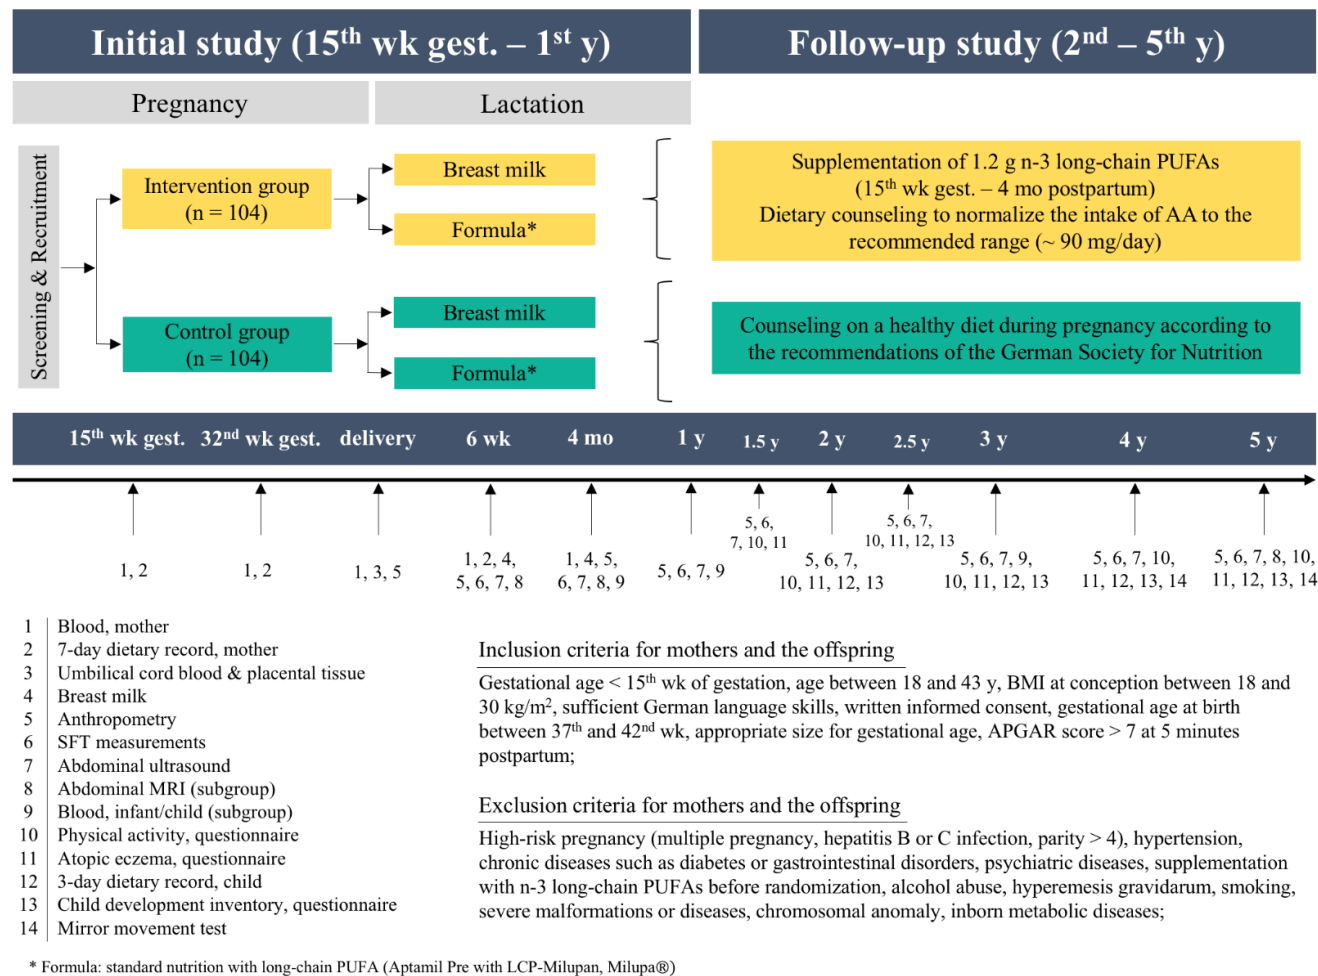 Initial study (15th wk gest. – 1st y)
Follow-up study (2nd – 5th y)
Pregnancy
Lactation
Screening & Recruitment
Intervention group
(n = 104)
Breast milk
Formula*
Supplementation of 1.2 g n-3 long-chain PUFAs
(15th wk gest. – 4 mo postpartum)
Dietary counseling to normalize the intake of AA to the
recommended range (~ 90 mg/day)
Control group
(n = 104)
Breast milk
Formula*
Counseling on a healthy diet during pregnancy according to
the recommendations of the German Society for Nutrition
15th wk gest. 32nd wk gest. delivery 6 wk 4 mo 1 y 1.5 y 2 y 2.5 y 3 y 4 y 5 y
1, 2
1, 2
1, 3, 5
1, 2, 4,
5, 6, 7, 8
1, 4, 5,
6, 7, 8, 9
5, 6, 7, 9
5, 6,
7, 10, 11
5, 6, 7,
10, 11, 12, 13
5, 6, 7,
10, 11, 12, 13
5, 6, 7, 9,
10, 11, 12, 13
5, 6, 7, 10,
11, 12, 13, 14
5, 6, 7, 8, 10,
11, 12, 13, 14
1 Blood, mother
2 7-day dietary record, mother
3 Umbilical cord blood & placental tissue
4 Breast milk
5 Anthropometry
6 SFT measurements
7 Abdominal ultrasound
8 Abdominal MRI (subgroup)
9 Blood, infant/child (subgroup)
10 Physical activity, questionnaire
11 Atopic eczema, questionnaire
12 3-day dietary record, child
13 Child development inventory, questionnaire
14 Mirror movement test
Inclusion criteria for mothers and the offspring
Gestational age < 15th wk of gestation, age between 18 and 43 y, BMI at conception between 18 and
30 kg/m², sufficient German language skills, written informed consent, gestational age at birth
between 37th and 42nd wk, appropriate size for gestational age, APGAR score > 7 at 5 minutes
postpartum;
Exclusion criteria for mothers and the offspring
High-risk pregnancy (multiple pregnancy, hepatitis B or C infection, parity > 4), hypertension,
chronic diseases such as diabetes or gastrointestinal disorders, psychiatric diseases, supplementation
with n-3 long-chain PUFAs before randomization, alcohol abuse, hyperemesis gravidarum, smoking,
severe malformations or diseases, chromosomal anomaly, inborn metabolic diseases;
* Formula: standard nutrition with long-chain PUFA (Aptamil Pre with LCP-Milupan, Milupa®)